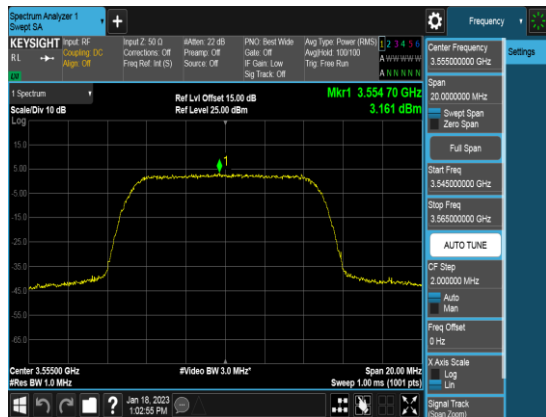 Spectrum Analyzer 1
Swept SA
Frequency
KEYSIGHT
R L
LXI
Input: RF
Coupling: DC
Align: Off
Input Z: 50 Ω
Corrections: Off
Freq Ref: Int (S)
#Atten: 22 dB
Preamp: Off
Source: Off
PNO: Best Wide
Gate: Off
IF Gain: Low
Sig Track: Off
Avg Type: Power (RMS)
Avg|Hold: 100/100
Trig: Free Run
1 2 3 4 5 6
A W W W W W
A N N N N N
1 Spectrum
Scale/Div 10 dB
Log
Ref Lvl Offset 15.00 dB
Ref Level 25.00 dBm
Mkr1 3.554 70 GHz
3.161 dBm
1
15.0
5.00
-5.00
-15.0
-25.0
-35.0
-45.0
-55.0
-65.0
Center 3.55500 GHz
#Res BW 1.0 MHz
#Video BW 3.0 MHz*
Span 20.00 MHz
Sweep 1.00 ms (1001 pts)
Center Frequency
3.555000000 GHz
Settings
Span
20.0000000 MHz
Swept Span
Zero Span
Full Span
Start Freq
3.545000000 GHz
Stop Freq
3.565000000 GHz
AUTO TUNE
CF Step
2.000000 MHz
Auto
Man
Freq Offset
0 Hz
X Axis Scale
Log
Lin
Signal Track
(Span Zoom)
Jan 18, 2023
1:02:55 PM